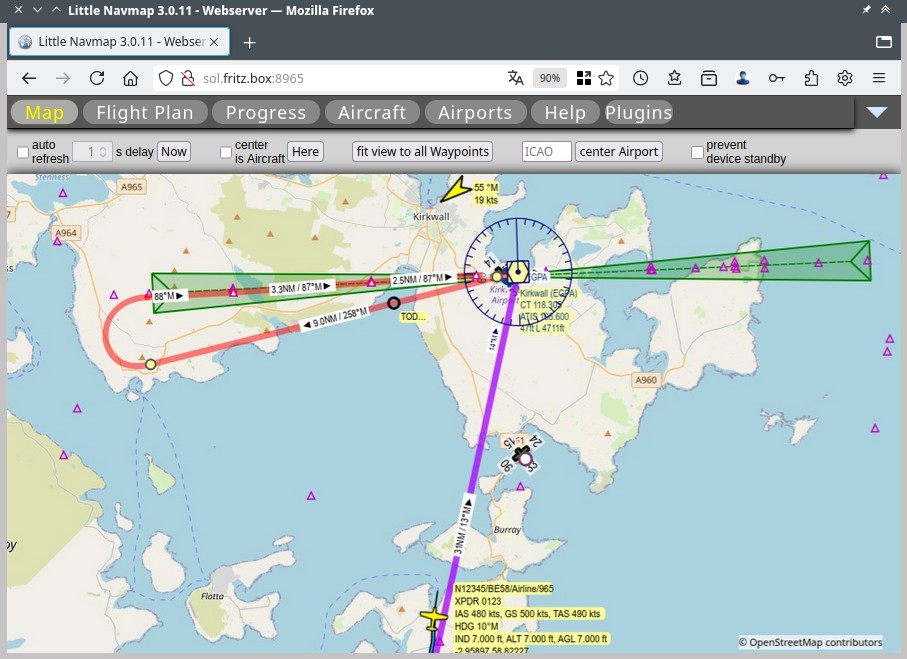 Little Navmap 3.0.11 - Webserver — Mozilla Firefox
Little Navmap 3.0.11 - Webser
sol.fritz.box:8965
90%
Map
Flight Plan
Progress
Aircraft
Airports
Help
Plugins
auto refresh
1
s delay
Now
center is Aircraft
Here
fit view to all Waypoints
ICAO
center Airport
prevent device standby
Stenness
A965
55 °M
19 kts
A964
Kirkwall
88°M
3.3NM / 87°M
2.5NM / 87°M
24
GPA
Kirkwall (EGPA)
CT 118.30
47ft L 4711ft
TOD...
9.0NM / 258°M
A960
24
Burray
31NM / 13°M
Flotta
N12345/BE58/Airline/965
XPDR 0123
IAS 480 kts, GS 500 kts, TAS 490 kts
HDG 10°M
IND 7.000 ft, ALT 7.000 ft, AGL 7.000 ft
-2.95897 58.82227
© OpenStreetMap contributors